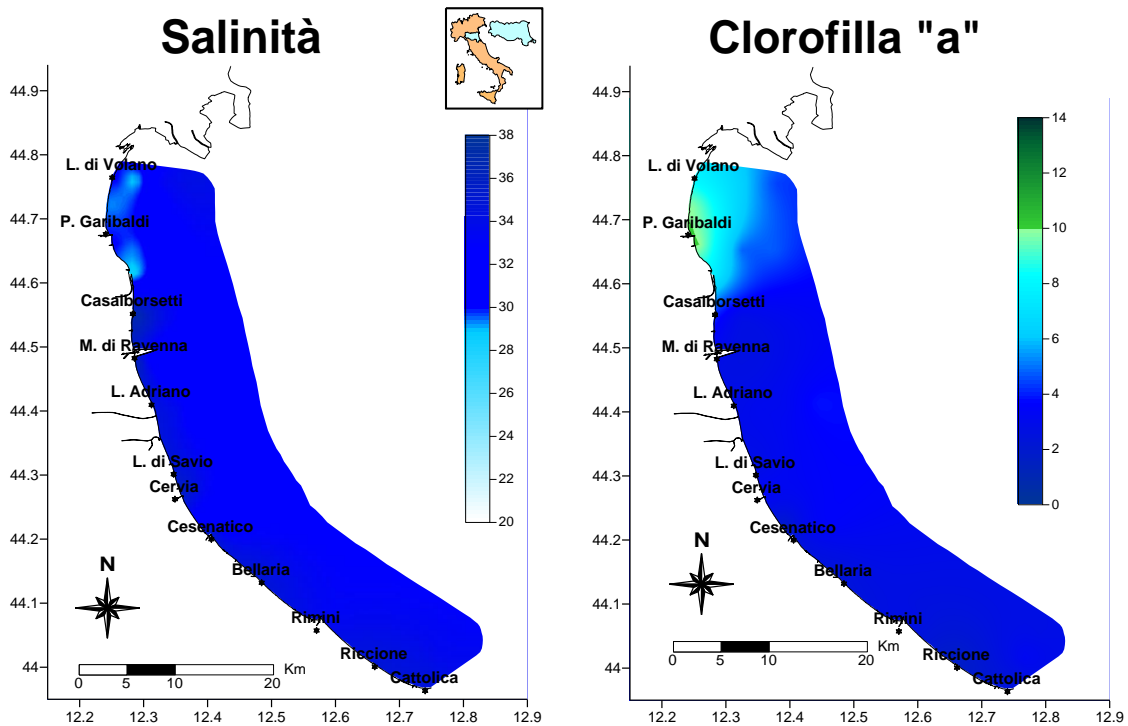 Salinità
44.9
44.8
44.7
44.6
44.5
44.4
44.3
44.2
44.1
44
12.2 12.3 12.4 12.5 12.6 12.7 12.8 12.9
L. di Volano
P. Garibaldi
Casalborsetti
M. di Ravenna
L. Adriano
L. di Savio
Cervia
Cesenatico
Bellaria
Rimini
Riccione
Cattolica
N
0 5 10 20 Km
38
36
34
32
30
28
26
24
22
20
Clorofilla "a"
44.9
44.8
44.7
44.6
44.5
44.4
44.3
44.2
44.1
44
12.2 12.3 12.4 12.5 12.6 12.7 12.8 12.9
L. di Volano
P. Garibaldi
Casalborsetti
M. di Ravenna
L. Adriano
L. di Savio
Cervia
Cesenatico
Bellaria
Rimini
Riccione
Cattolica
N
0 5 10 20 Km
14
12
10
8
6
4
2
0